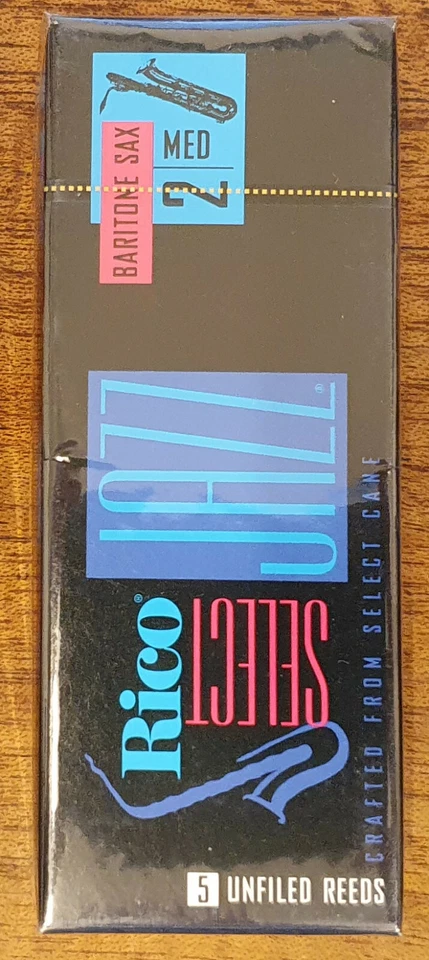 BARITONE SAX
MED
2
Rico®
SELECT
JAZZ®
CRAFTED FROM SELECT CANE
5 UNFILED REEDS